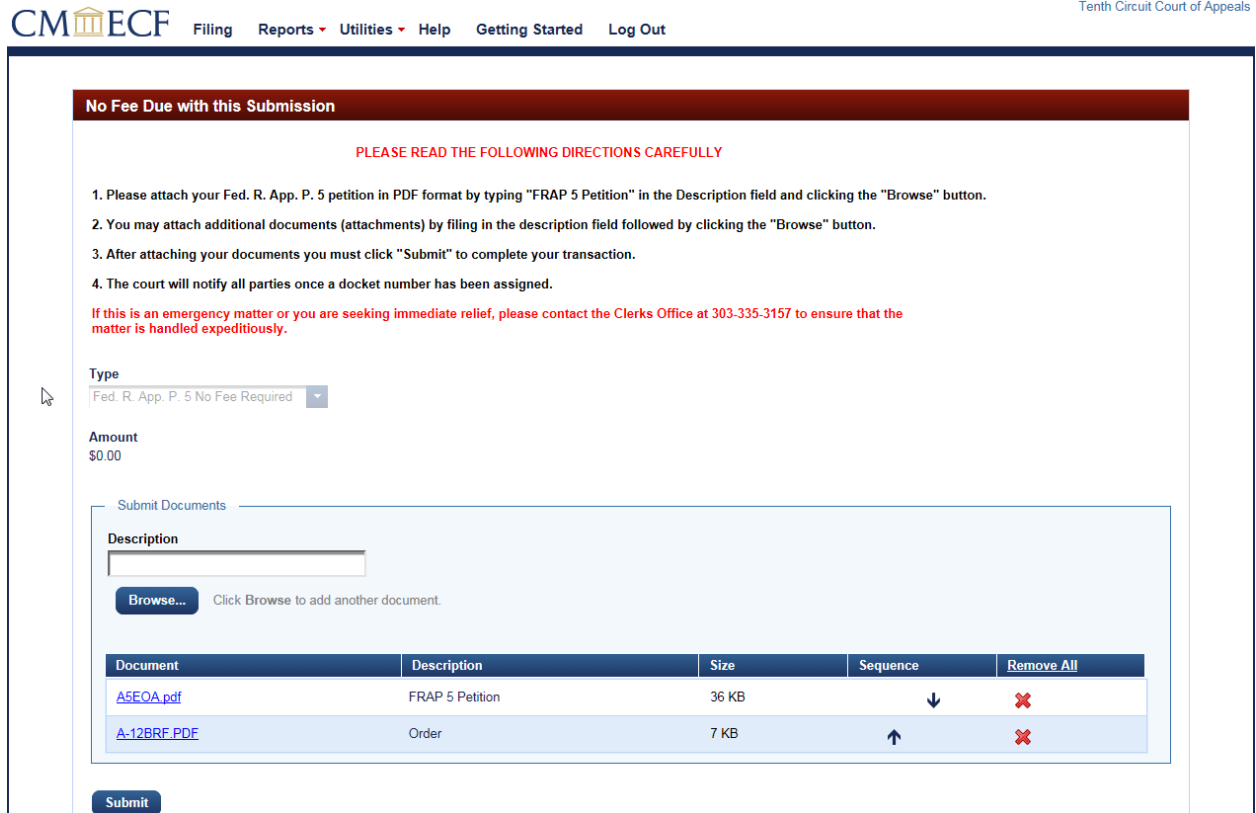 Tenth Circuit Court of Appeals
CM ECF Filing Reports Utilities Help Getting Started Log Out
No Fee Due with this Submission
PLEASE READ THE FOLLOWING DIRECTIONS CAREFULLY
1. Please attach your Fed. R. App. P. 5 petition in PDF format by typing "FRAP 5 Petition" in the Description field and clicking the "Browse" button.
2. You may attach additional documents (attachments) by filing in the description field followed by clicking the "Browse" button.
3. After attaching your documents you must click "Submit" to complete your transaction.
4. The court will notify all parties once a docket number has been assigned.
If this is an emergency matter or you are seeking immediate relief, please contact the Clerks Office at 303-335-3157 to ensure that the
matter is handled expeditiously.
Type
Fed. R. App. P. 5 No Fee Required
Amount
$0.00
Submit Documents
Description
Browse... Click Browse to add another document.
Document Description Size Sequence Remove All
A5EOA.pdf FRAP 5 Petition 36 KB
A-12BRF.PDF Order 7 KB
Submit